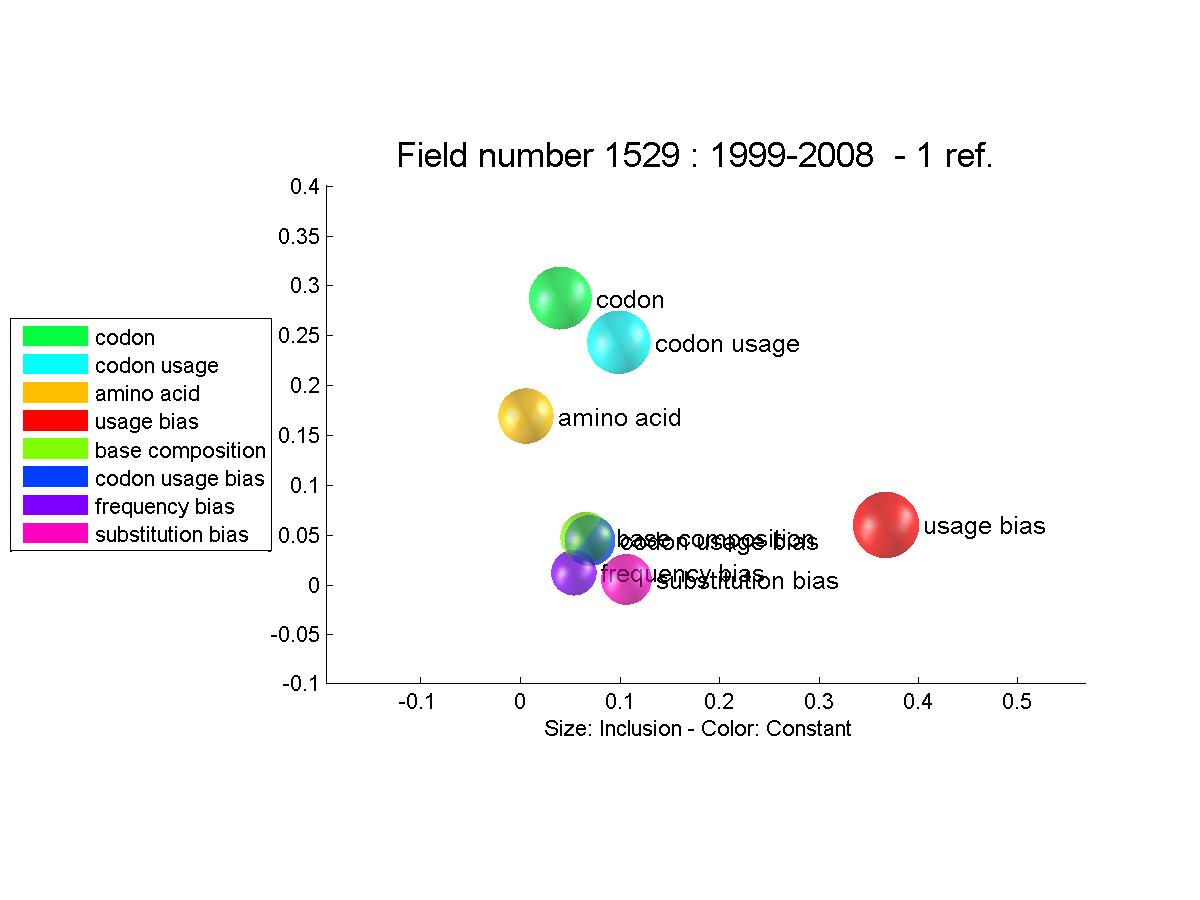 Field number 1529 : 1999-2008 - 1 ref.
0.4
0.35
0.3
0.25
0.2
0.15
0.1
0.05
0
-0.05
-0.1
codon
codon usage
amino acid
usage bias
base composition
codon usage bias
frequency bias
substitution bias
codon
codon usage
amino acid
usage bias
base composition
codon usage bias
frequency bias
substitution bias
-0.1 0 0.1 0.2 0.3 0.4 0.5
Size: Inclusion - Color: Constant